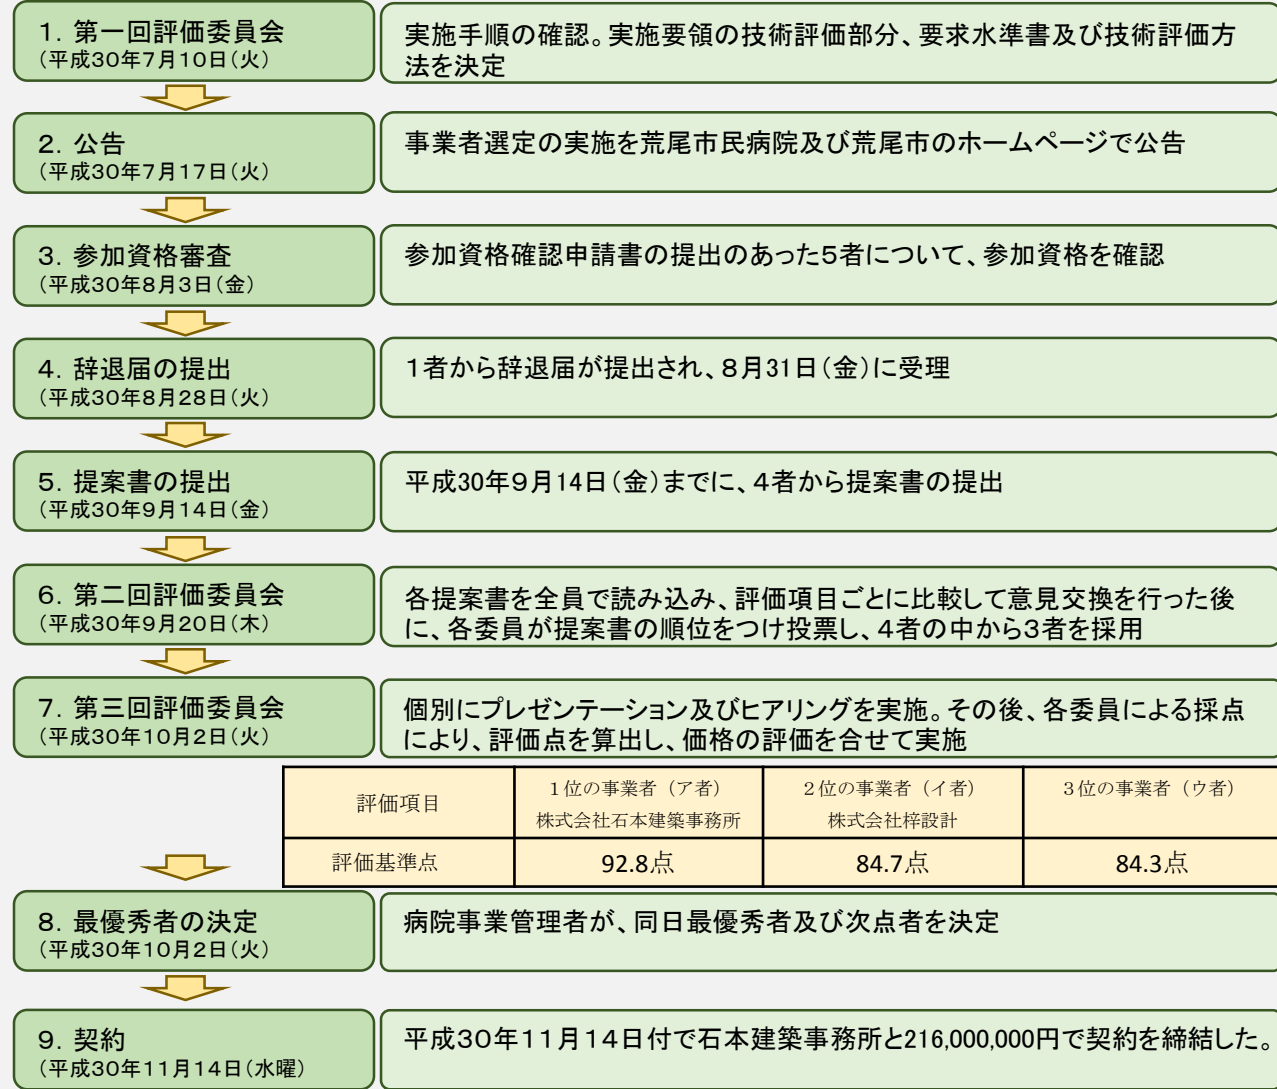 1．第一回評価委員会
(平成30年7月10日(火)
実施手順の確認。実施要領の技術評価部分、要求水準書及び技術評価方
法を決定
2．公告
(平成30年7月17日(火)
事業者選定の実施を荒尾市民病院及び荒尾市のホームページで公告
3．参加資格審査
(平成30年8月3日(金)
参加資格確認申請書の提出のあった5者について、参加資格を確認
4．辞退届の提出
(平成30年8月28日(火)
1者から辞退届が提出され、8月31日(金)に受理
5．提案書の提出
(平成30年9月14日(金)
平成30年9月14日(金)までに、4者から提案書の提出
6．第二回評価委員会
(平成30年9月20日(木)
各提案書を全員で読み込み、評価項目ごとに比較して意見交換を行った後
に、各委員が提案書の順位をつけ投票し、4者の中から3者を採用
7．第三回評価委員会
(平成30年10月2日(火)
個別にプレゼンテーション及びヒアリングを実施。その後、各委員による採点
により、評価点を算出し、価格の評価を合せて実施
評価項目
1位の事業者（ア者）
株式会社石本建築事務所
2位の事業者（イ者）
株式会社梓設計
3位の事業者（ウ者）
評価基準点
92.8点
84.7点
84.3点
8．最優秀者の決定
(平成30年10月2日(火)
病院事業管理者が、同日最優秀者及び次点者を決定
9．契約
(平成30年11月14日(水曜)
平成30年11月14日付で石本建築事務所と216,000,000円で契約を締結した。